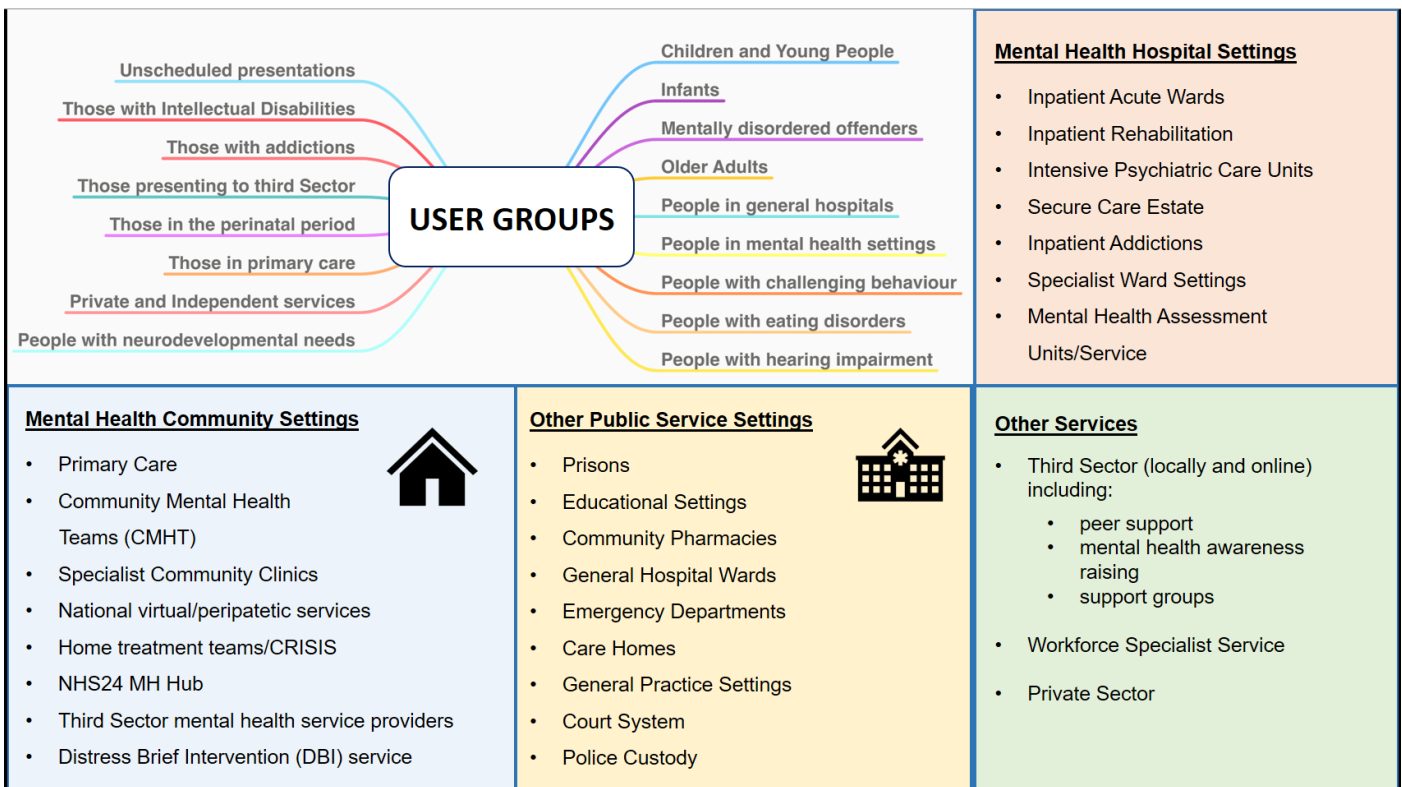 Unscheduled presentations
Those with Intellectual Disabilities
Those with addictions
Those presenting to third Sector
Those in the perinatal period
Those in primary care
Private and Independent services
People with neurodevelopmental needs
USER GROUPS
Children and Young People
Infants
Mentally disordered offenders
Older Adults
People in general hospitals
People in mental health settings
People with challenging behaviour
People with eating disorders
People with hearing impairment
Mental Health Hospital Settings
• Inpatient Acute Wards
• Inpatient Rehabilitation
• Intensive Psychiatric Care Units
• Secure Care Estate
• Inpatient Addictions
• Specialist Ward Settings
• Mental Health Assessment
Units/Service
Mental Health Community Settings
• Primary Care
• Community Mental Health
Teams (CMHT)
• Specialist Community Clinics
• National virtual/peripatetic services
• Home treatment teams/CRISIS
• NHS24 MH Hub
• Third Sector mental health service providers
• Distress Brief Intervention (DBI) service
Other Public Service Settings
• Prisons
• Educational Settings
• Community Pharmacies
• General Hospital Wards
• Emergency Departments
• Care Homes
• General Practice Settings
• Court System
• Police Custody
Other Services
• Third Sector (locally and online)
including:
• peer support
• mental health awareness
raising
• support groups
• Workforce Specialist Service
• Private Sector